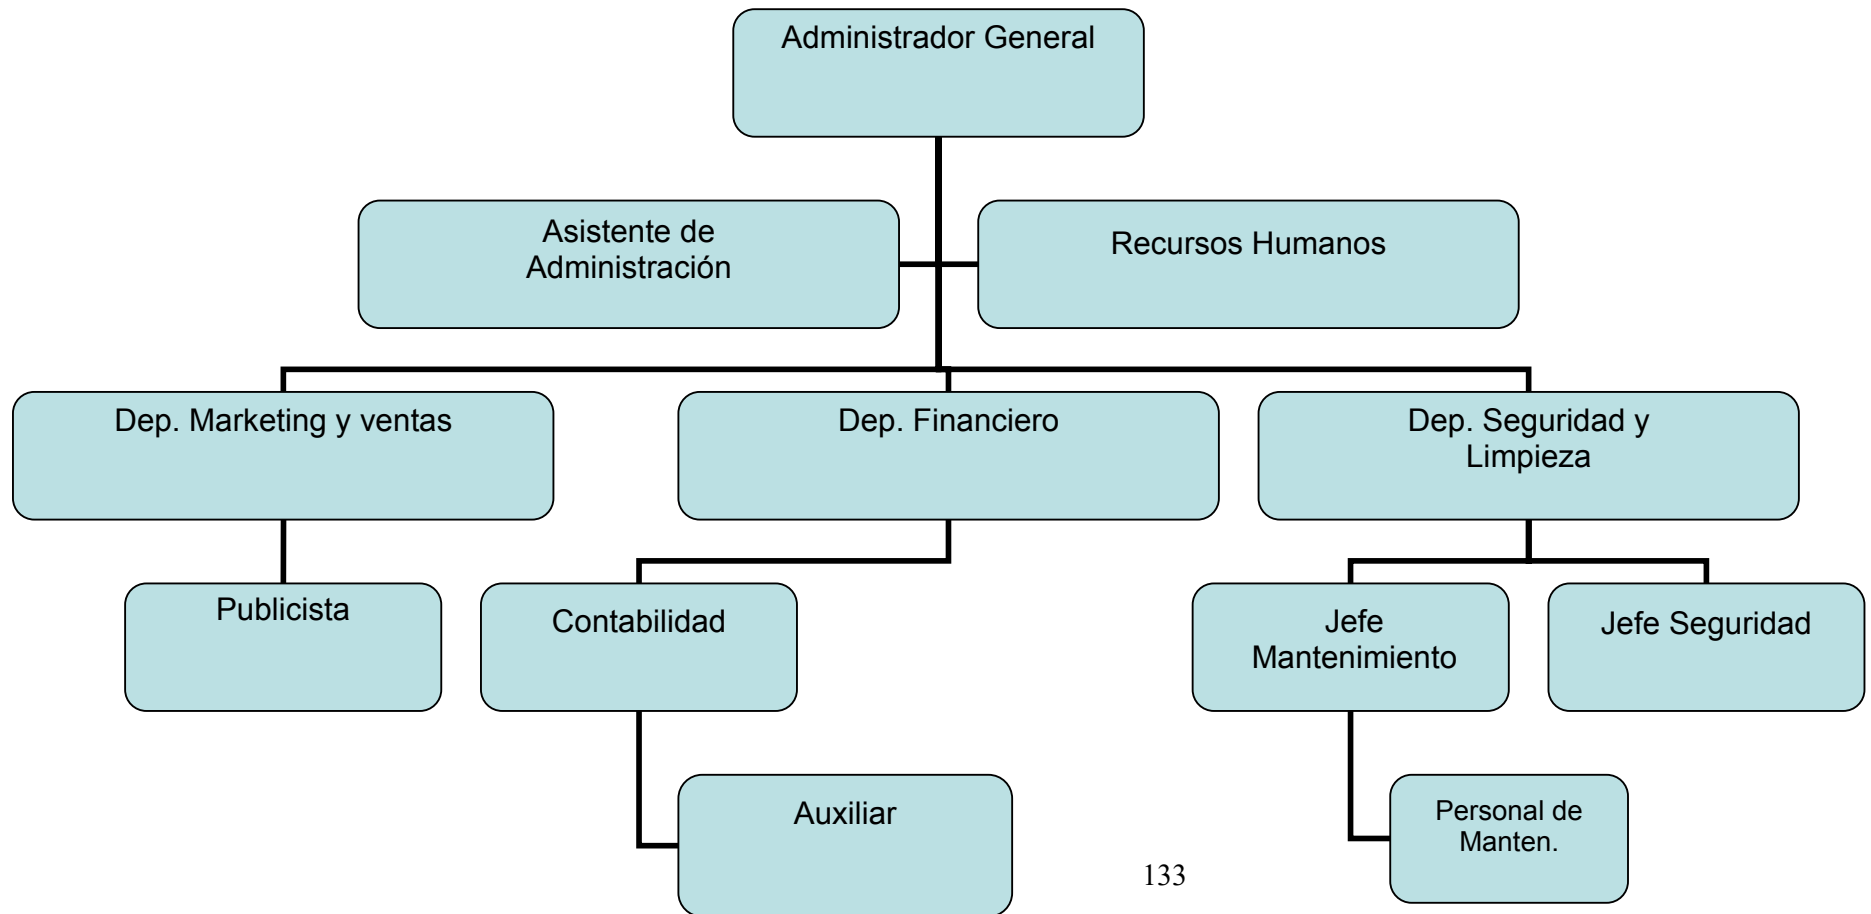 Administrador General
Asistente de
Administración
Recursos Humanos
Dep. Marketing y ventas
Dep. Financiero
Dep. Seguridad y
Limpieza
Publicista
Contabilidad
Jefe
Mantenimiento
Jefe Seguridad
Auxiliar
Personal de
Manten.
133